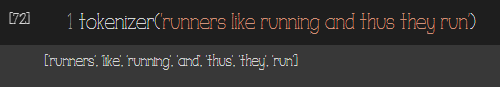 [72] 1 tokenizer('runners like running and thus they run')
['runners', 'like', 'running', 'and', 'thus', 'they', 'run']